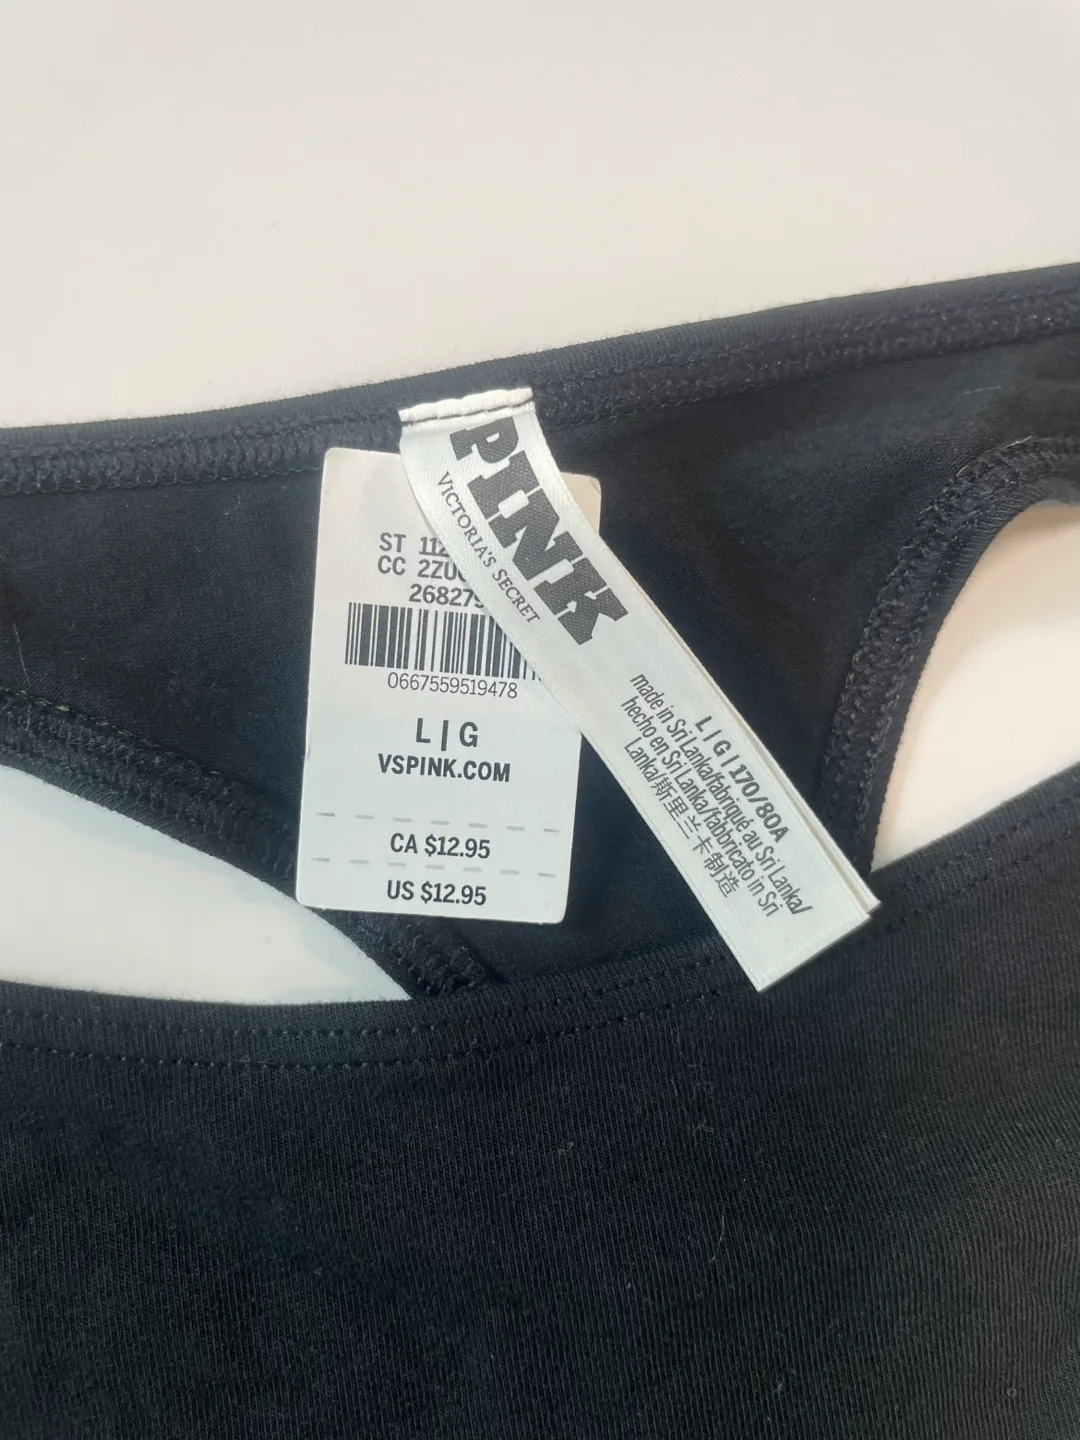 ST 112
CC 2ZU
26827
0667559519478
L | G
VSPINK.COM
CA $12.95
US $12.95
PINK
VICTORIA'S SECRET
L | G | 170/80A
made in Sri Lanka/fabriqué au Sri Lanka/
hecho en Sri Lanka/fabbricato in Sri
Lanka/斯里兰卡制造